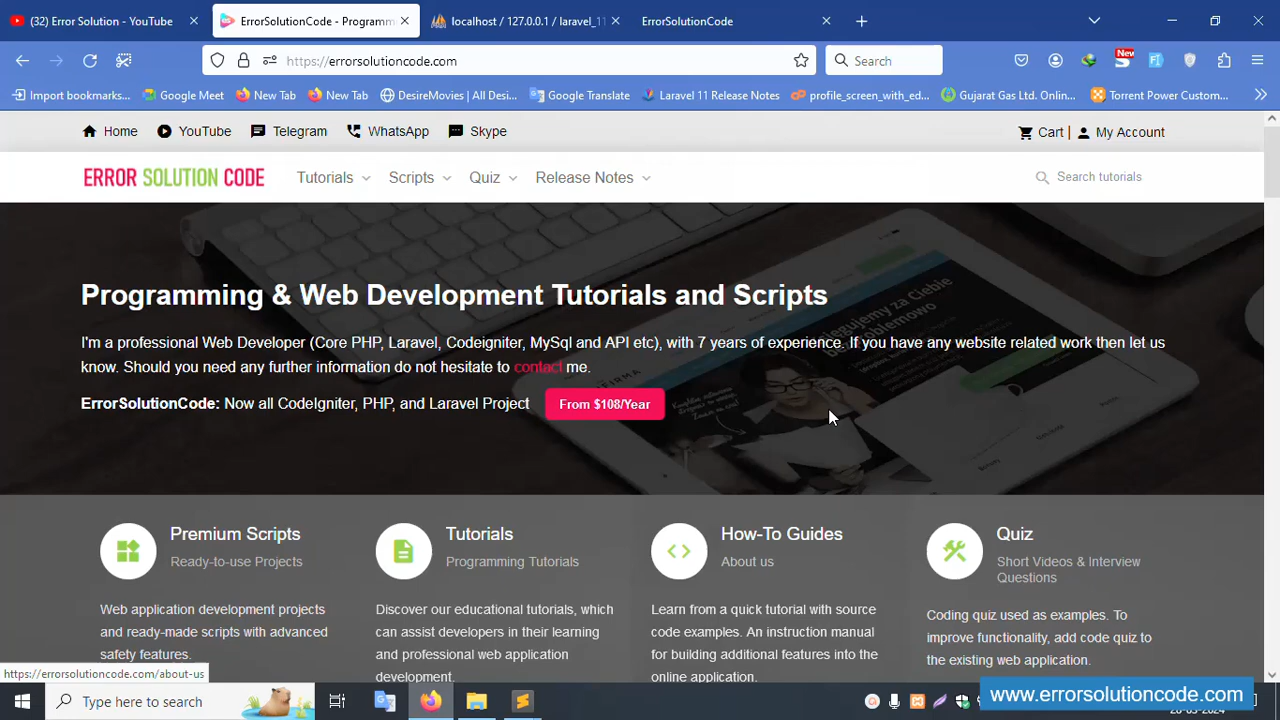 (32) Error Solution - YouTube
ErrorSolutionCode - Programm
localhost / 127.0.0.1 / laravel_11
ErrorSolutionCode
https://errorsolutioncode.com
Search
New
Import bookmarks...
Google Meet
New Tab
New Tab
DesireMovies | All Desi...
Google Translate
Laravel 11 Release Notes
profile_screen_with_ed...
Gujarat Gas Ltd. Onlin...
Torrent Power Custom...
Home
YouTube
Telegram
WhatsApp
Skype
Cart |
My Account
ERROR SOLUTION CODE
Tutorials
Scripts
Quiz
Release Notes
Search tutorials
Programming & Web Development Tutorials and Scripts
I'm a professional Web Developer (Core PHP, Laravel, Codeigniter, MySql and API etc), with 7 years of experience. If you have any website related work then let us
know. Should you need any further information do not hesitate to contact me.
ErrorSolutionCode: Now all CodeIgniter, PHP, and Laravel Project
From $108/Year
Premium Scripts
Ready-to-use Projects
Web application development projects
and ready-made scripts with advanced
safety features.
Tutorials
Programming Tutorials
Discover our educational tutorials, which
can assist developers in their learning
and professional web application
development.
How-To Guides
About us
Learn from a quick tutorial with source
code examples. An instruction manual
for building additional features into the
online application.
Quiz
Short Videos & Interview
Questions
Coding quiz used as examples. To
improve functionality, add code quiz to
the existing web application.
https://errorsolutioncode.com/about-us
Type here to search
www.errorsolutioncode.com